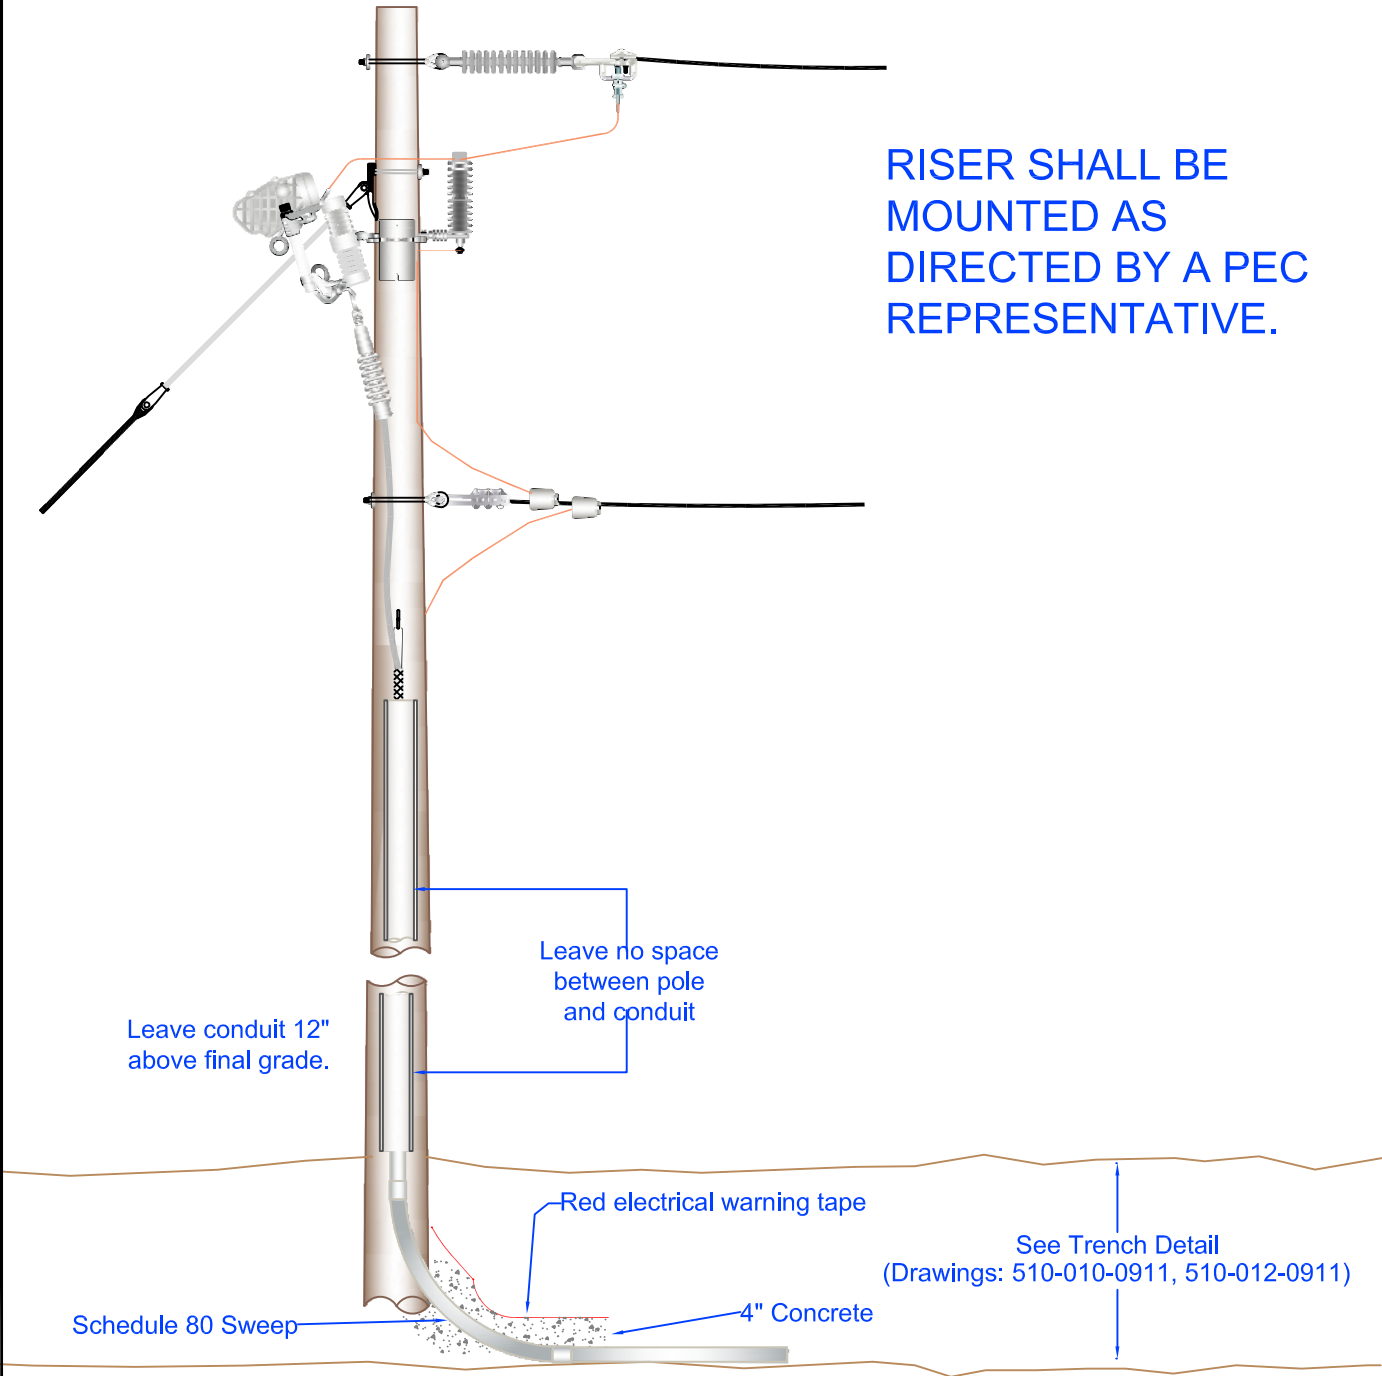 RISER SHALL BE
MOUNTED AS
DIRECTED BY A PEC
REPRESENTATIVE.
Leave no space
between pole
and conduit
Leave conduit 12"
above final grade.
Red electrical warning tape
See Trench Detail
(Drawings: 510-010-0911, 510-012-0911)
4" Concrete
Schedule 80 Sweep